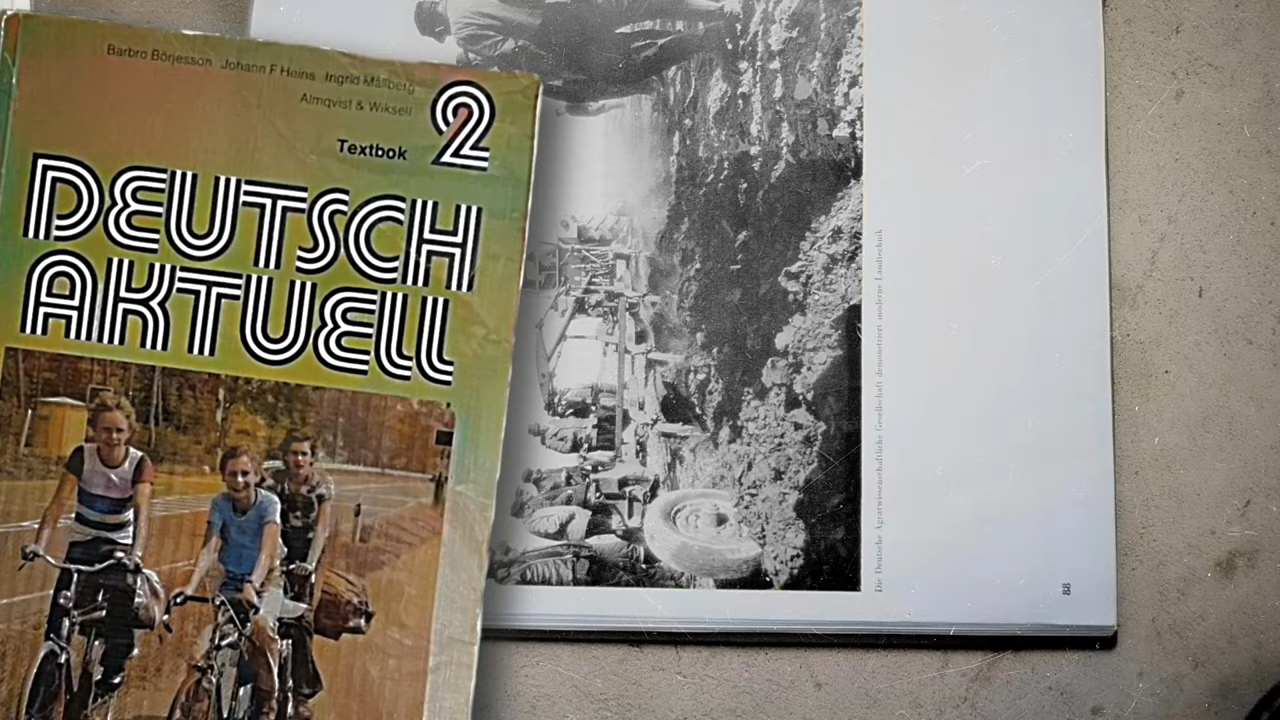 Barbro Börjesson Johann F Heins Ingrid Mållberg
Almqvist & Wiksell
Textbok 2
DEUTSCH
AKTUELL
Die Deutsche Agrarwissenschaftliche Gesellschaft demonstriert moderne Landtechnik
88